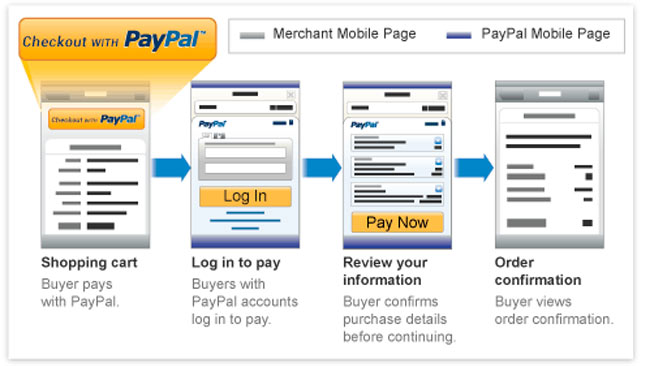 Checkout WITH PayPal™
Merchant Mobile Page
PayPal Mobile Page
Checkout WITH PayPal
PayPal
Log In
PayPal
Pay Now
Shopping cart
Buyer pays
with PayPal.
Log in to pay
Buyers with
PayPal accounts
log in to pay.
Review your
information
Buyer confirms
purchase details
before continuing.
Order
confirmation
Buyer views
order confirmation.